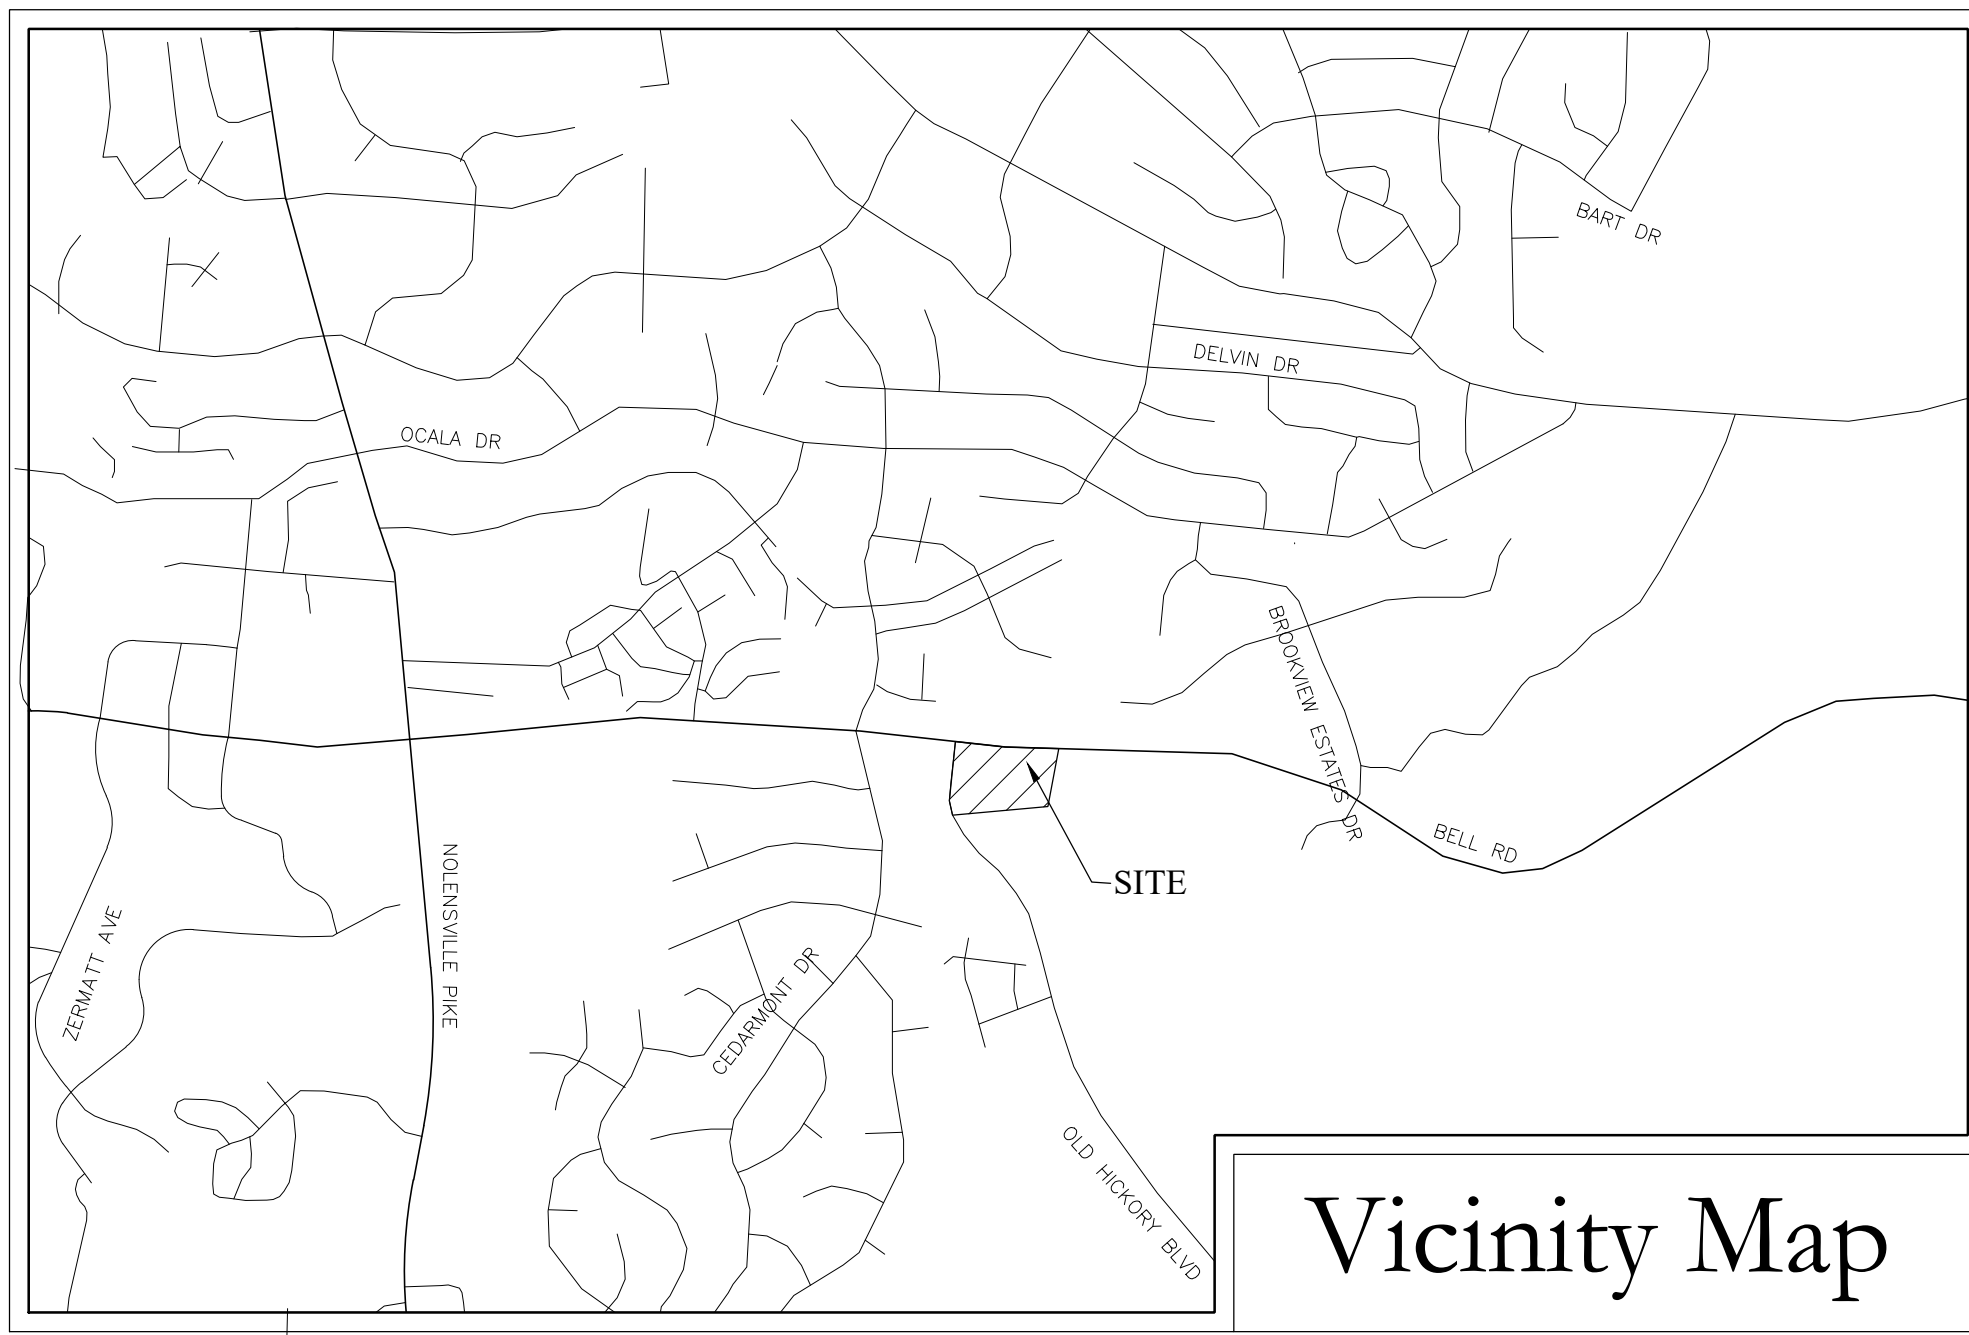 BART DR
DELVIN DR
OCALA DR
BROOKVIEW ESTATES DR
BELL RD
SITE
NOLENSVILLE PIKE
ZERMATT AVE
CEDARMONT DR
OLD HICKORY BLVD
Vicinity Map